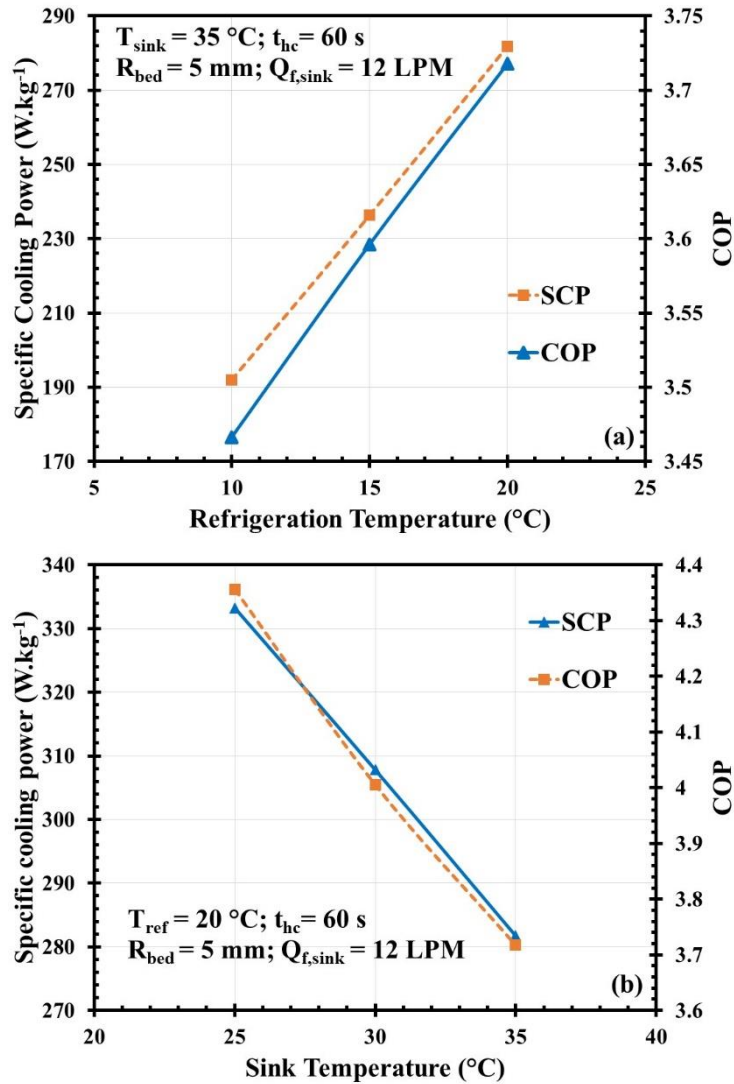 T_sink = 35 °C; t_hc= 60 s
R_bed = 5 mm; Q_f,sink = 12 LPM
Specific Cooling Power (W.kg⁻¹)
290
270
250
230
210
190
170
3.75
3.7
3.65
3.6
3.55
3.5
3.45
COP
SCP
COP
(a)
5
10
15
20
25
Refrigeration Temperature (°C)
Specific cooling power (W.kg⁻¹)
340
330
320
310
300
290
280
270
4.4
4.3
4.2
4.1
4
3.9
3.8
3.7
3.6
COP
SCP
COP
T_ref = 20 °C; t_hc= 60 s
R_bed = 5 mm; Q_f,sink = 12 LPM
(b)
20
25
30
35
40
Sink Temperature (°C)